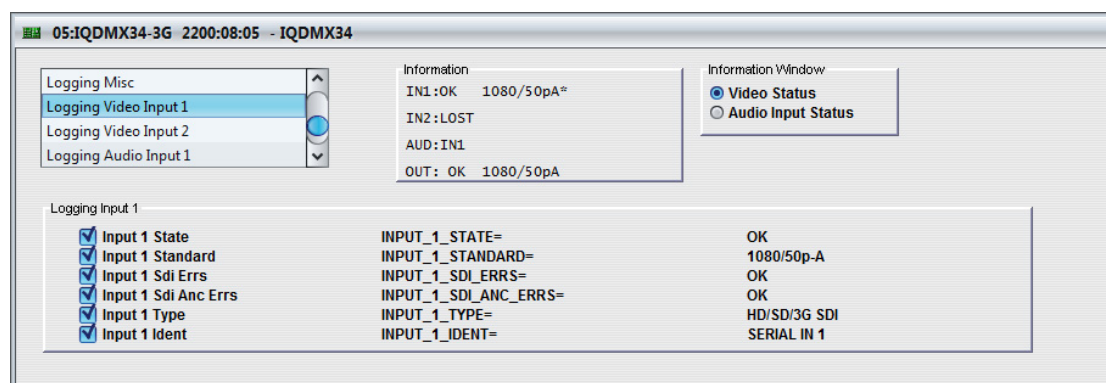 05:IQDMX34-3G 2200:08:05 - IQDMX34
Logging Misc
Logging Video Input 1
Logging Video Input 2
Logging Audio Input 1
Information
IN1:OK 1080/50pA*
IN2:LOST
AUD:IN1
OUT: OK 1080/50pA
Information Window
Video Status
Audio Input Status
Logging Input 1
Input 1 State INPUT_1_STATE= OK
Input 1 Standard INPUT_1_STANDARD= 1080/50p-A
Input 1 Sdi Errs INPUT_1_SDI_ERRS= OK
Input 1 Sdi Anc Errs INPUT_1_SDI_ANC_ERRS= OK
Input 1 Type INPUT_1_TYPE= HD/SD/3G SDI
Input 1 Ident INPUT_1_IDENT= SERIAL IN 1